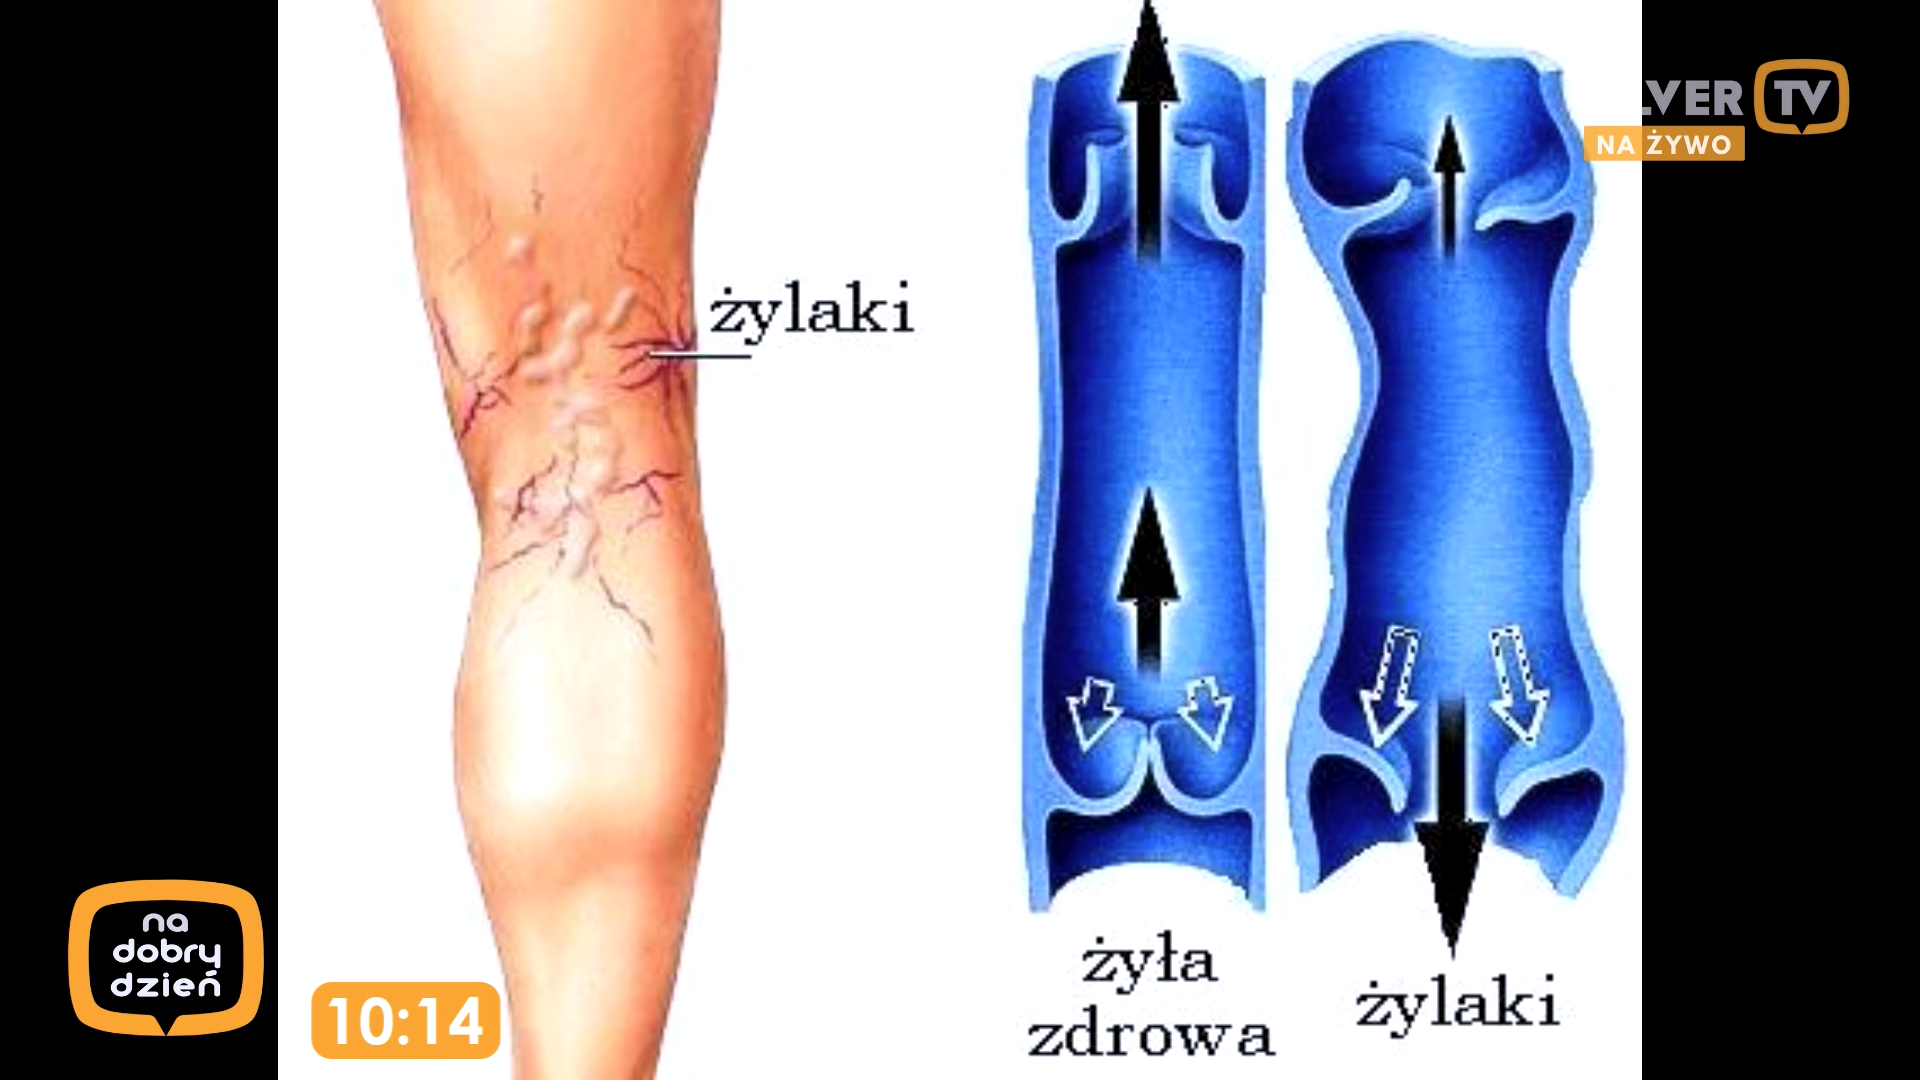 LVER TV
NA ŻYWO
żylaki
żyła
zdrowa
żylaki
na
dobry
dzień
10:14